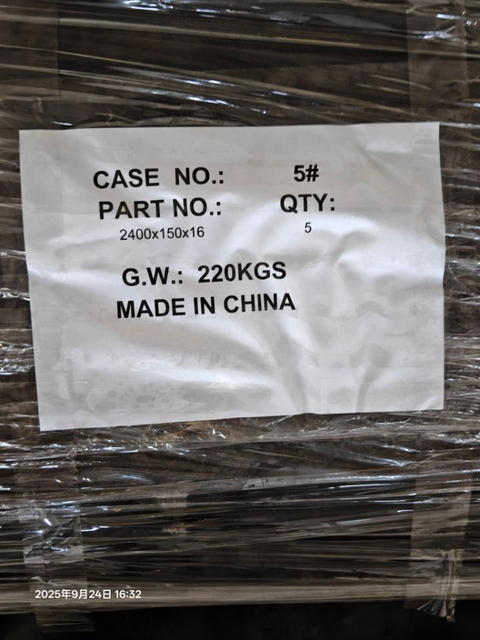 CASE NO.: 5#
PART NO.: QTY:
2400x150x16 5
G.W.: 220KGS
MADE IN CHINA
2025年9月24日 16:32